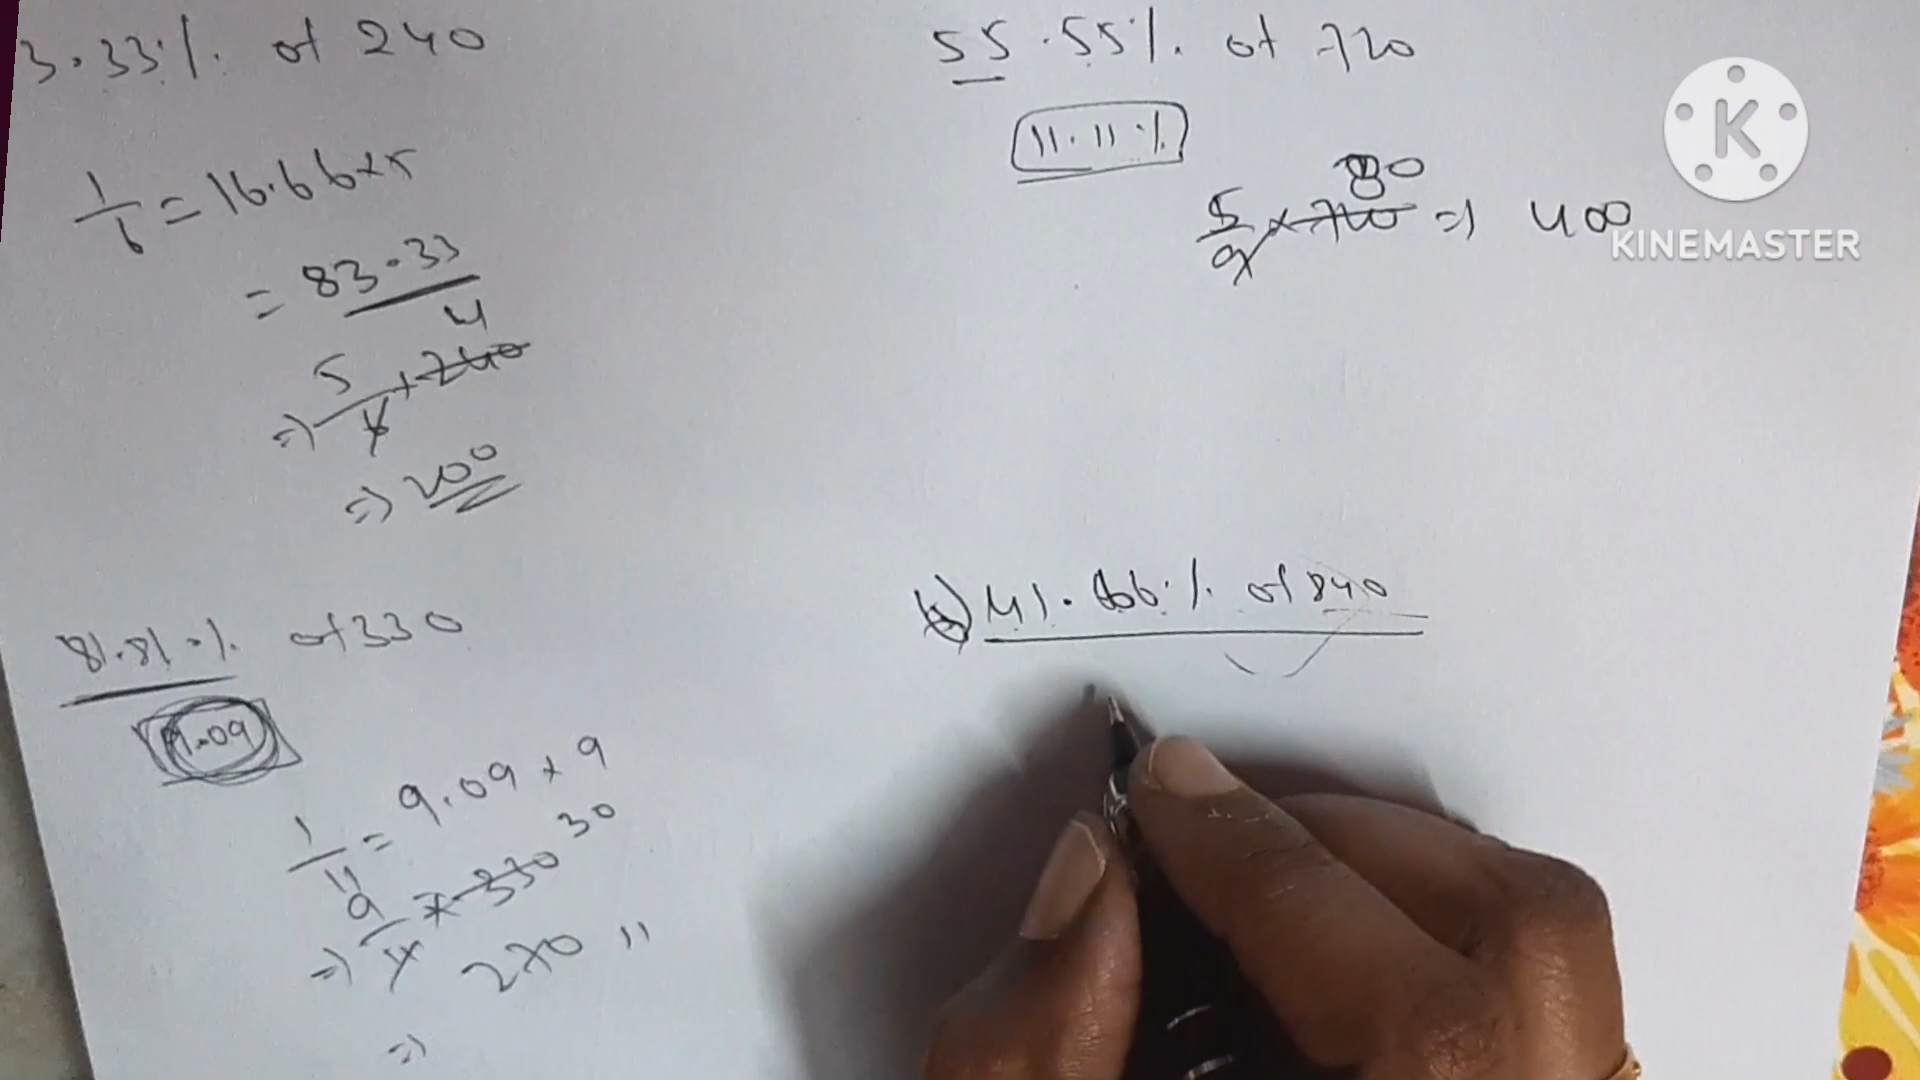 3.33% of 240
1/6 = 16.66×5
= 83.33
4
=) 5/6 × 240
=) 200
81.81% of 330
9.09
1/11 = 9.09 × 9
30
=) 9/11 × 330
270 11
=)
55.55% of 720
11.11%
80
5/9 × 720 =) 400
41.66% of 840
K
KINEMASTER